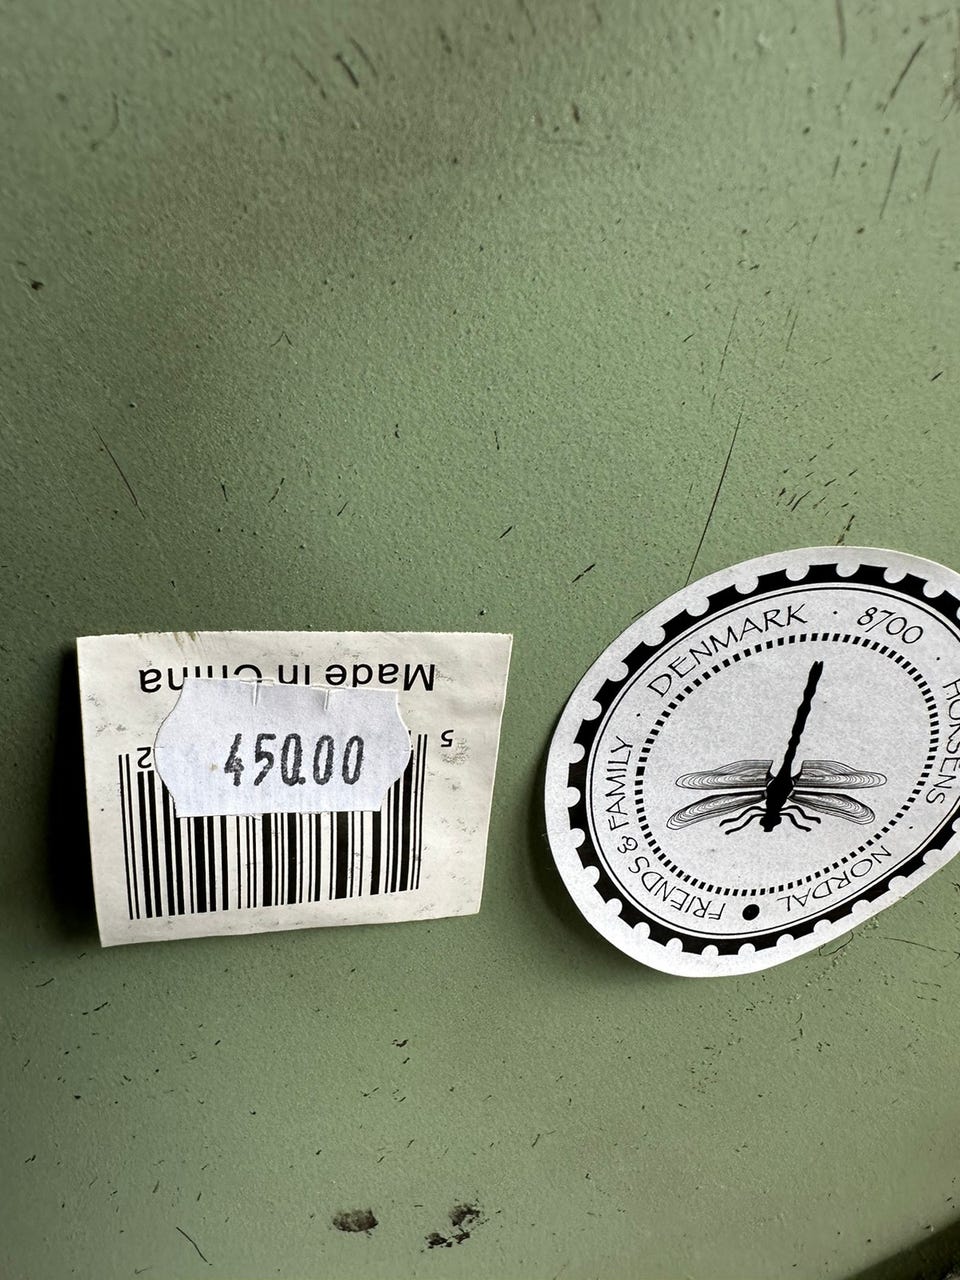 Made in China
5
2
450.00
DENMARK · 8700 · HORSENS · NORDAL
FRIENDS & FAMILY